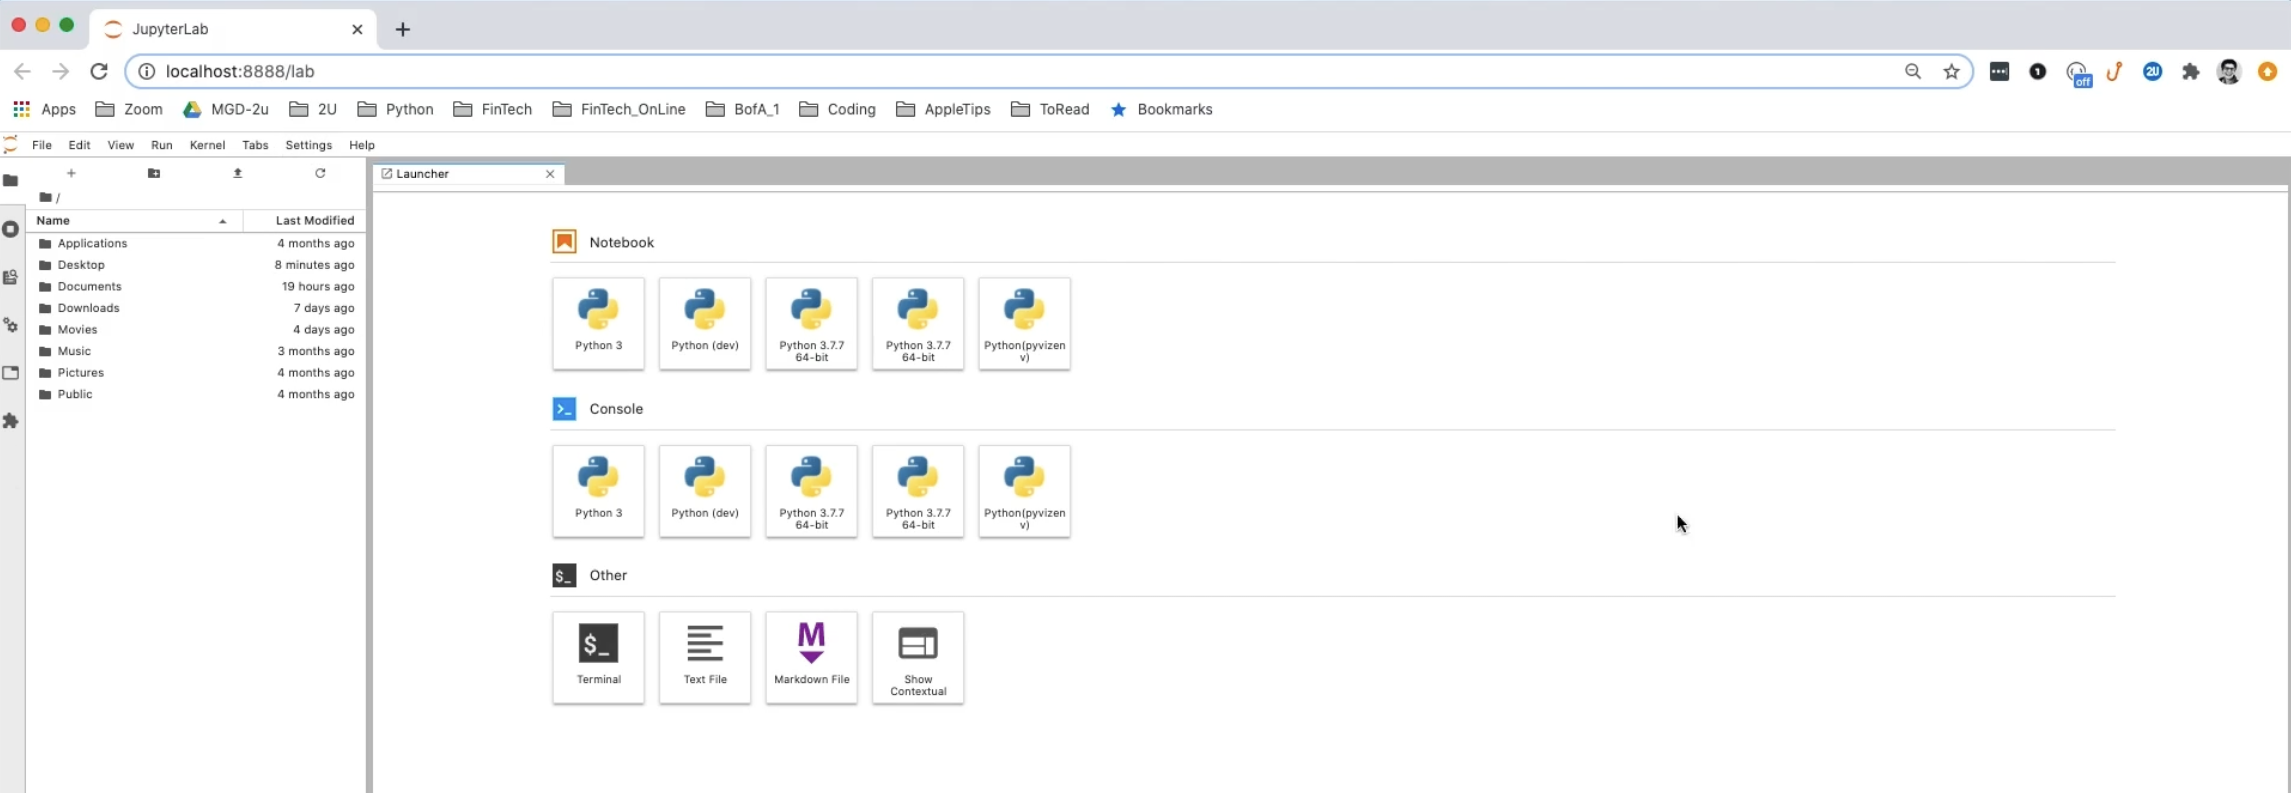 JupyterLab
localhost:8888/lab
off
1
2U
Apps Zoom MGD-2u 2U Python FinTech FinTech_OnLine BofA_1 Coding AppleTips ToRead Bookmarks
File Edit View Run Kernel Tabs Settings Help
Launcher
/
Name Last Modified
Applications 4 months ago
Desktop 8 minutes ago
Documents 19 hours ago
Downloads 7 days ago
Movies 4 days ago
Music 3 months ago
Pictures 4 months ago
Public 4 months ago
Notebook
Python 3
Python (dev)
Python 3.7.7
64-bit
Python 3.7.7
64-bit
Python(pyvizen
v)
Console
Python 3
Python (dev)
Python 3.7.7
64-bit
Python 3.7.7
64-bit
Python(pyvizen
v)
$_ Other
$_
Terminal
Text File
M
Markdown File
Show
Contextual